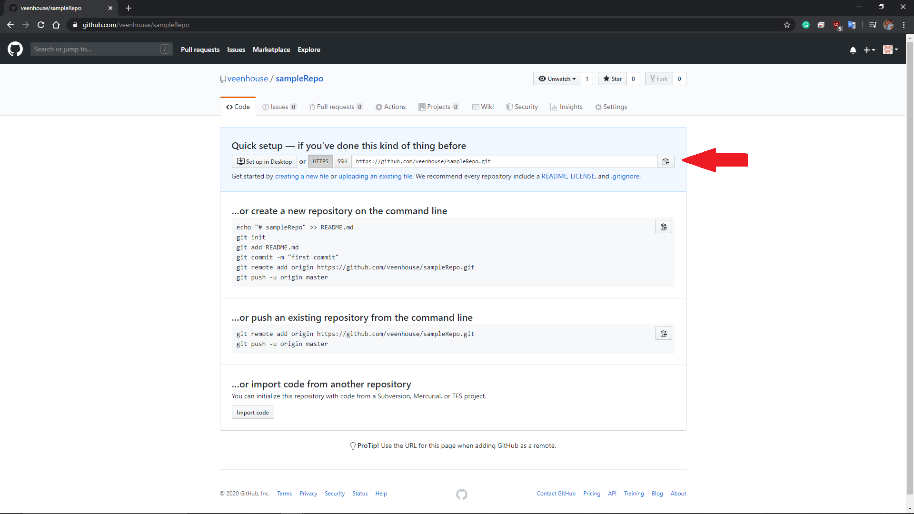 veenhouse/sampleRepo
github.com/veenhouse/sampleRepo
Search or jump to... / Pull requests Issues Marketplace Explore
veenhouse / sampleRepo Unwatch 1 Star 0 Fork 0
Code Issues 0 Pull requests 0 Actions Projects 0 Wiki Security Insights Settings
Quick setup — if you've done this kind of thing before
Set up in Desktop or HTTPS SSH https://github.com/veenhouse/sampleRepo.git
Get started by creating a new file or uploading an existing file. We recommend every repository include a README, LICENSE, and .gitignore.
...or create a new repository on the command line
echo "# sampleRepo" >> README.md
git init
git add README.md
git commit -m "first commit"
git remote add origin https://github.com/veenhouse/sampleRepo.git
git push -u origin master
...or push an existing repository from the command line
git remote add origin https://github.com/veenhouse/sampleRepo.git
git push -u origin master
...or import code from another repository
You can initialize this repository with code from a Subversion, Mercurial, or TFS project.
Import code
ProTip! Use the URL for this page when adding GitHub as a remote.
© 2020 GitHub, Inc. Terms Privacy Security Status Help Contact GitHub Pricing API Training Blog About